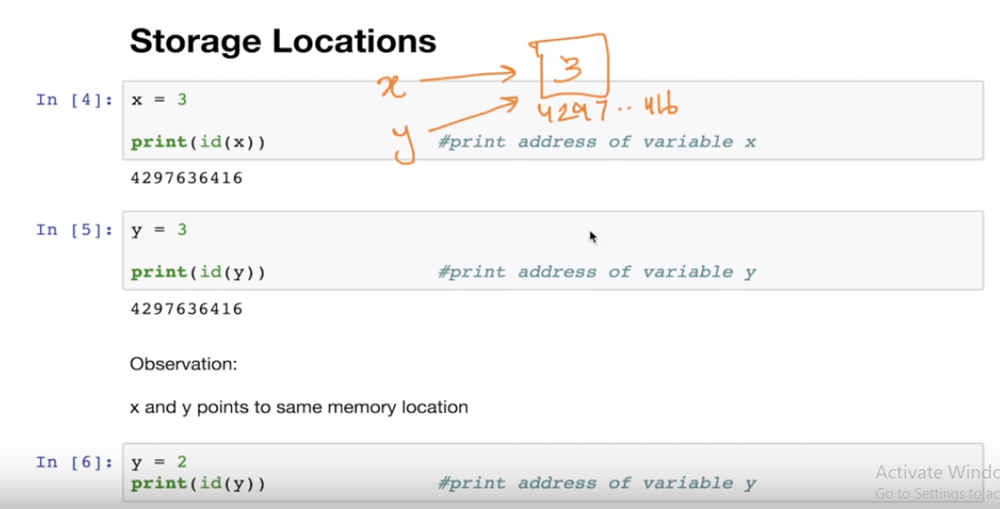 Storage Locations
x → 3
4297..416
y
In [4]: x = 3
print(id(x)) #print address of variable x
4297636416
In [5]: y = 3
print(id(y)) #print address of variable y
4297636416
Observation:
x and y points to same memory location
In [6]: y = 2
print(id(y)) #print address of variable y
Activate Windo
Go to Settings to ac